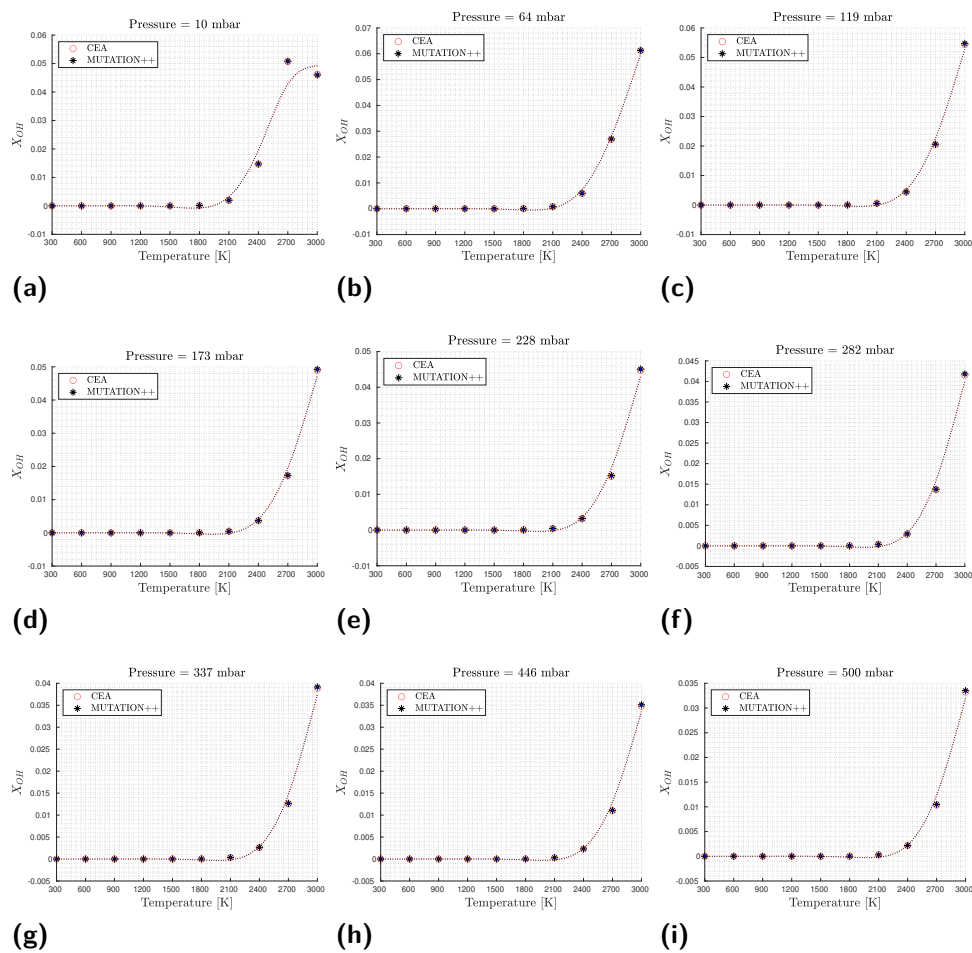 Pressure = 10 mbar
CEA
MUTATION++
0.06
0.05
0.04
0.03
0.02
0.01
0
-0.01
X_OH
300 600 900 1200 1500 1800 2100 2400 2700 3000
Temperature [K]
(a)
Pressure = 64 mbar
CEA
MUTATION++
0.07
0.06
0.05
0.04
0.03
0.02
0.01
0
-0.01
X_OH
300 600 900 1200 1500 1800 2100 2400 2700 3000
Temperature [K]
(b)
Pressure = 119 mbar
CEA
MUTATION++
0.06
0.05
0.04
0.03
0.02
0.01
0
-0.01
X_OH
300 600 900 1200 1500 1800 2100 2400 2700 3000
Temperature [K]
(c)
Pressure = 173 mbar
CEA
MUTATION++
0.05
0.04
0.03
0.02
0.01
0
-0.01
X_OH
300 600 900 1200 1500 1800 2100 2400 2700 3000
Temperature [K]
(d)
Pressure = 228 mbar
CEA
MUTATION++
0.05
0.04
0.03
0.02
0.01
0
-0.01
X_OH
300 600 900 1200 1500 1800 2100 2400 2700 3000
Temperature [K]
(e)
Pressure = 282 mbar
CEA
MUTATION++
0.045
0.04
0.035
0.03
0.025
0.02
0.015
0.01
0.005
0
-0.005
X_OH
300 600 900 1200 1500 1800 2100 2400 2700 3000
Temperature [K]
(f)
Pressure = 337 mbar
CEA
MUTATION++
0.04
0.035
0.03
0.025
0.02
0.015
0.01
0.005
0
-0.005
X_OH
300 600 900 1200 1500 1800 2100 2400 2700 3000
Temperature [K]
(g)
Pressure = 446 mbar
CEA
MUTATION++
0.04
0.035
0.03
0.025
0.02
0.015
0.01
0.005
0
-0.005
X_OH
300 600 900 1200 1500 1800 2100 2400 2700 3000
Temperature [K]
(h)
Pressure = 500 mbar
CEA
MUTATION++
0.035
0.03
0.025
0.02
0.015
0.01
0.005
0
-0.005
X_OH
300 600 900 1200 1500 1800 2100 2400 2700 3000
Temperature [K]
(i)